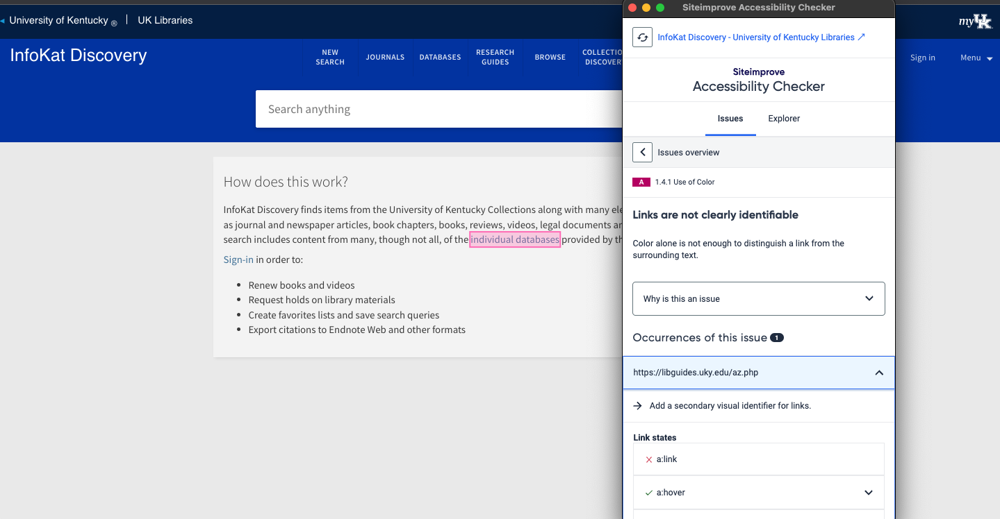 University of Kentucky ® UK Libraries
myUK
InfoKat Discovery
NEW SEARCH
JOURNALS
DATABASES
RESEARCH GUIDES
BROWSE
COLLECTIO
DISCOVER
Sign in
Menu
Search anything
How does this work?
InfoKat Discovery finds items from the University of Kentucky Collections along with many ele
as journal and newspaper articles, book chapters, books, reviews, videos, legal documents an
search includes content from many, though not all, of the individual databases provided by th
Sign-in in order to:
• Renew books and videos
• Request holds on library materials
• Create favorites lists and save search queries
• Export citations to Endnote Web and other formats
Siteimprove Accessibility Checker
InfoKat Discovery - University of Kentucky Libraries
Siteimprove
Accessibility Checker
Issues
Explorer
Issues overview
A 1.4.1 Use of Color
Links are not clearly identifiable
Color alone is not enough to distinguish a link from the
surrounding text.
Why is this an issue
Occurrences of this issue 1
https://libguides.uky.edu/az.php
Add a secondary visual identifier for links.
Link states
a:link
a:hover